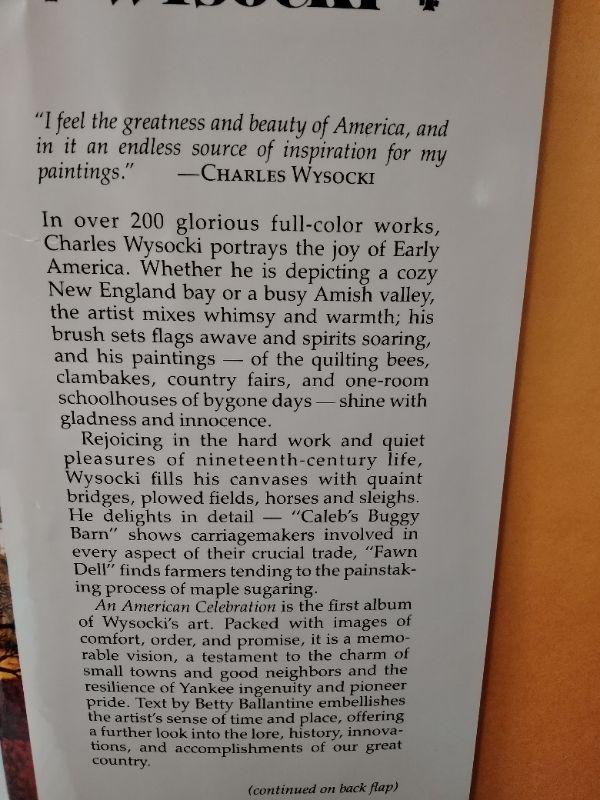 WYSOCKI
"I feel the greatness and beauty of America, and
in it an endless source of inspiration for my
paintings." —CHARLES WYSOCKI
In over 200 glorious full-color works,
Charles Wysocki portrays the joy of Early
America. Whether he is depicting a cozy
New England bay or a busy Amish valley,
the artist mixes whimsy and warmth; his
brush sets flags awave and spirits soaring,
and his paintings — of the quilting bees,
clambakes, country fairs, and one-room
schoolhouses of bygone days — shine with
gladness and innocence.
Rejoicing in the hard work and quiet
pleasures of nineteenth-century life,
Wysocki fills his canvases with quaint
bridges, plowed fields, horses and sleighs.
He delights in detail — "Caleb's Buggy
Barn" shows carriagemakers involved in
every aspect of their crucial trade, "Fawn
Dell" finds farmers tending to the painstak-
ing process of maple sugaring.
An American Celebration is the first album
of Wysocki's art. Packed with images of
comfort, order, and promise, it is a memo-
rable vision, a testament to the charm of
small towns and good neighbors and the
resilience of Yankee ingenuity and pioneer
pride. Text by Betty Ballantine embellishes
the artist's sense of time and place, offering
a further look into the lore, history, innova-
tions, and accomplishments of our great
country.
(continued on back flap)